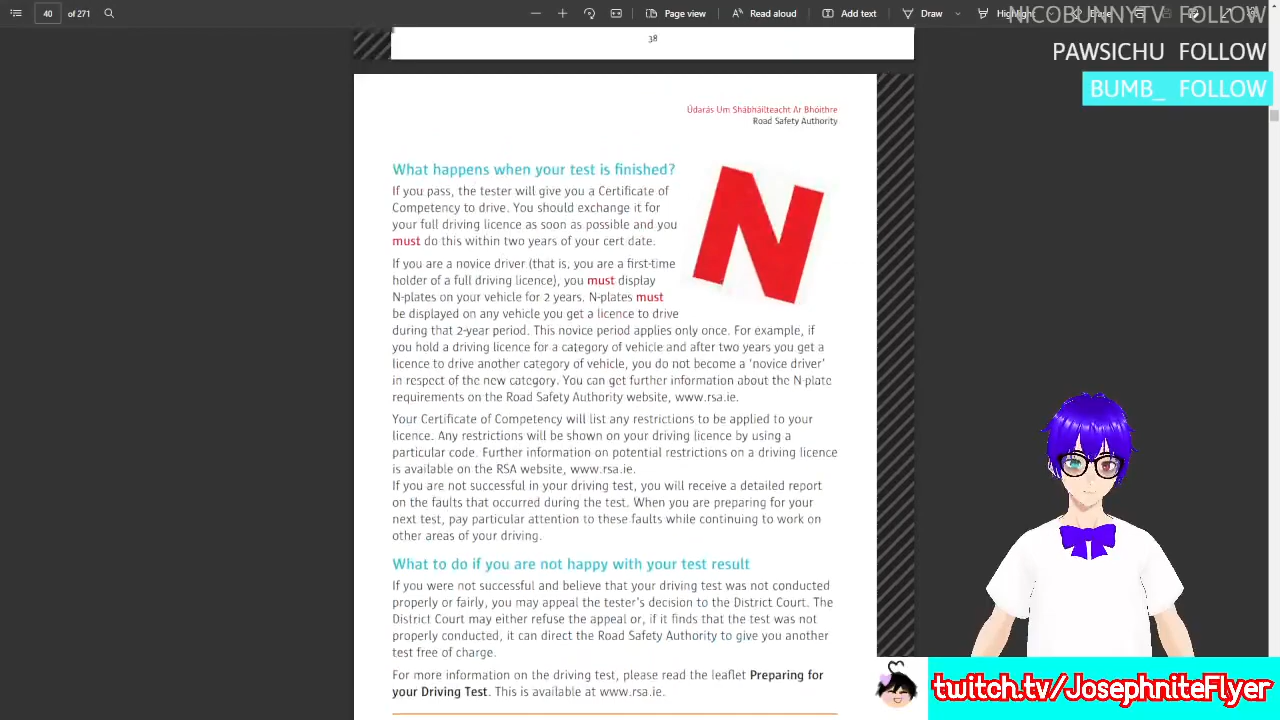 40 of 271
Page view
Read aloud
Add text
Draw
Highlight
Erase
NICOBUNNYTV FOLLOW
PAWSICHU FOLLOW
BUMB_ FOLLOW
38
Údarás Um Shábháilteacht Ar Bhóithre
Road Safety Authority
What happens when your test is finished?
If you pass, the tester will give you a Certificate of
Competency to drive. You should exchange it for
your full driving licence as soon as possible and you
must do this within two years of your cert date.
If you are a novice driver (that is, you are a first-time
holder of a full driving licence), you must display
N-plates on your vehicle for 2 years. N-plates must
be displayed on any vehicle you get a licence to drive
during that 2-year period. This novice period applies only once. For example, if
you hold a driving licence for a category of vehicle and after two years you get a
licence to drive another category of vehicle, you do not become a ‘novice driver’
in respect of the new category. You can get further information about the N-plate
requirements on the Road Safety Authority website, www.rsa.ie.
N
Your Certificate of Competency will list any restrictions to be applied to your
licence. Any restrictions will be shown on your driving licence by using a
particular code. Further information on potential restrictions on a driving licence
is available on the RSA website, www.rsa.ie.
If you are not successful in your driving test, you will receive a detailed report
on the faults that occurred during the test. When you are preparing for your
next test, pay particular attention to these faults while continuing to work on
other areas of your driving.
What to do if you are not happy with your test result
If you were not successful and believe that your driving test was not conducted
properly or fairly, you may appeal the tester's decision to the District Court. The
District Court may either refuse the appeal or, if it finds that the test was not
properly conducted, it can direct the Road Safety Authority to give you another
test free of charge.
For more information on the driving test, please read the leaflet Preparing for
your Driving Test. This is available at www.rsa.ie.
twitch.tv/JosephniteFlyer